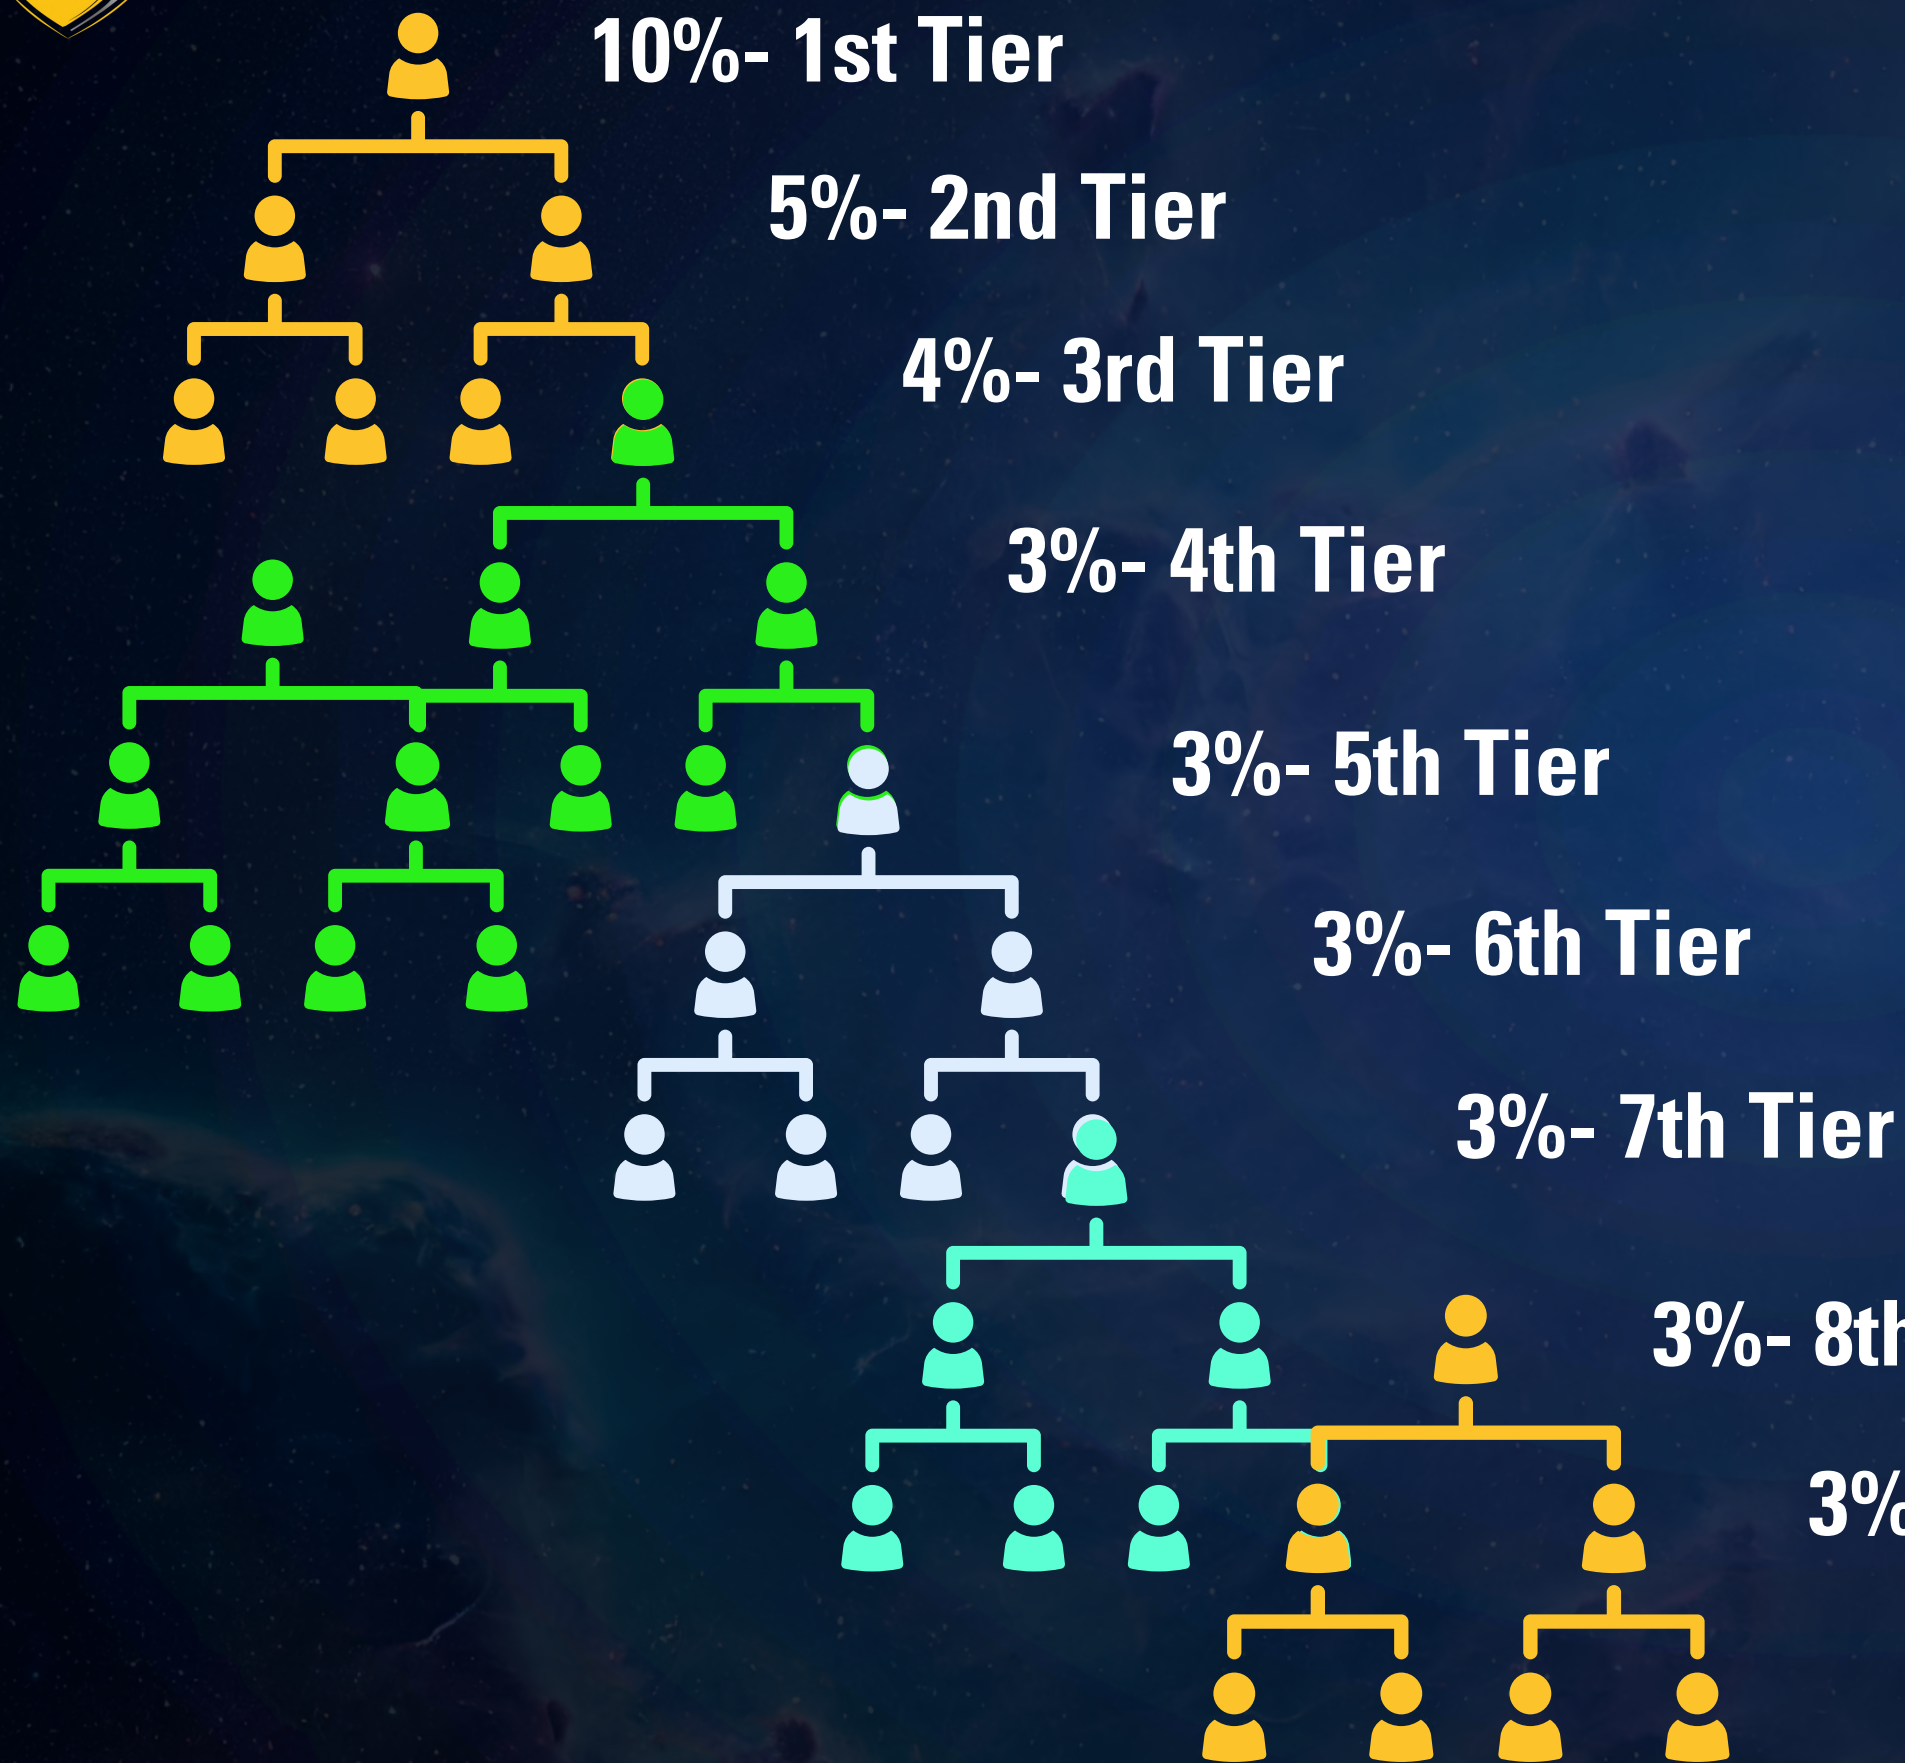 10%- 1st Tier
5%- 2nd Tier
4%- 3rd Tier
3%- 4th Tier
3%- 5th Tier
3%- 6th Tier
3%- 7th Tier
3%- 8th
3%